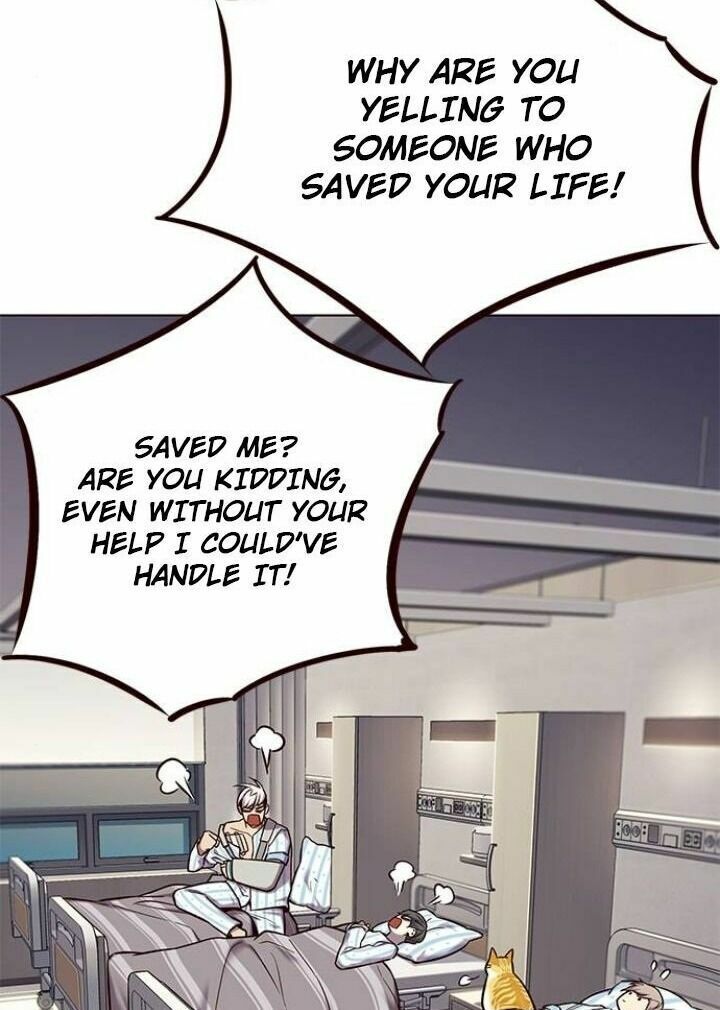 WHY ARE YOU
YELLING TO
SOMEONE WHO
SAVED YOUR LIFE!
SAVED ME?
ARE YOU KIDDING,
EVEN WITHOUT YOUR
HELP I COULD'VE
HANDLE IT!